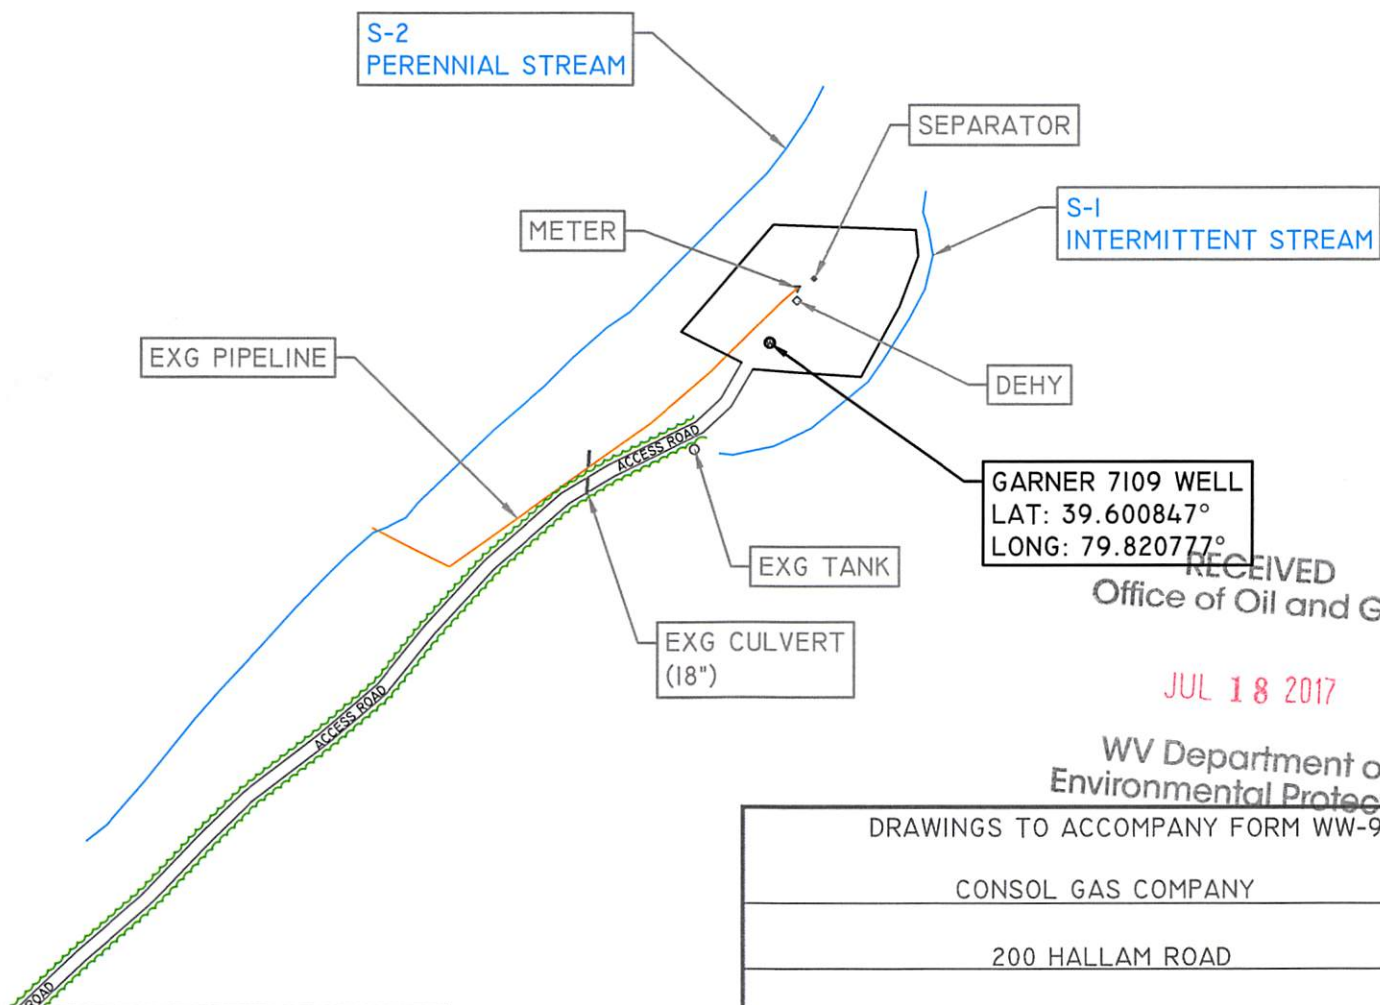 S-2
PERENNIAL STREAM
SEPARATOR
S-1
INTERMITTENT STREAM
METER
EXG PIPELINE
DEHY
ACCESS ROAD
GARNER 7109 WELL
LAT: 39.600847°
LONG: 79.820777°
EXG TANK
RECEIVED
Office of Oil and G
EXG CULVERT
(18")
JUL 18 2017
ACCESS ROAD
WV Department o
Environmental Protec
DRAWINGS TO ACCOMPANY FORM WW-9
CONSOL GAS COMPANY
200 HALLAM ROAD
ROAD